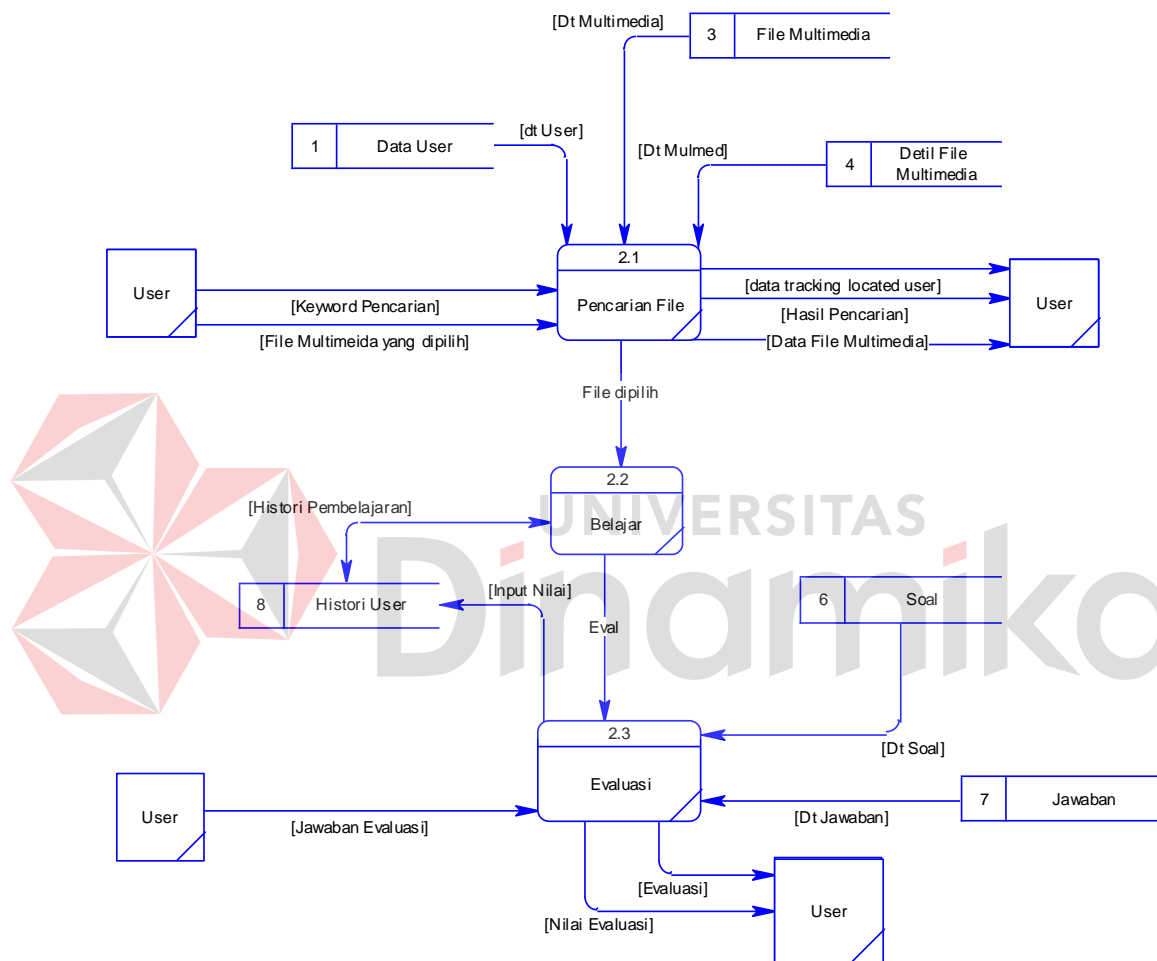 [Dt Multimedia]
3
File Multimedia
[dt User]
1
Data User
[Dt Mulmed]
4
Detil File
Multimedia
2.1
Pencarian File
User
[Keyword Pencarian]
[File Multimeida yang dipilih]
[data tracking located user]
[Hasil Pencarian]
[Data File Multimedia]
User
File dipilih
2.2
Belajar
[Histori Pembelajaran]
UNIVERSITAS
Dinamika
8
Histori User
[Input Nilai]
6
Soal
Eval
2.3
Evaluasi
[Dt Soal]
User
[Jawaban Evaluasi]
7
Jawaban
[Dt Jawaban]
[Evaluasi]
[Nilai Evaluasi]
User